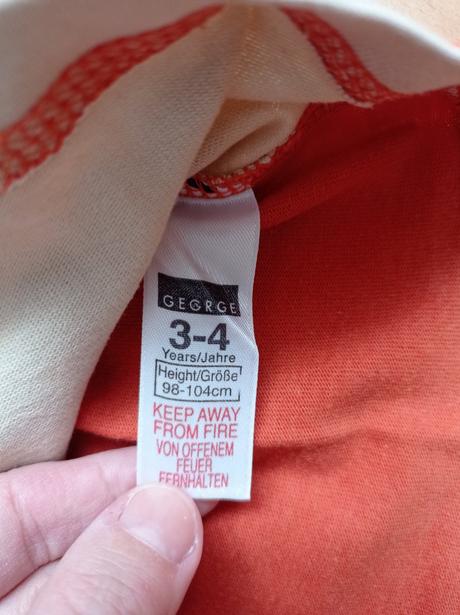 GEORGE
3-4
Years/Jahre
Height/Größe
98-104cm
KEEP AWAY
FROM FIRE
VON OFFENEM
FEUER
FERNHALTEN